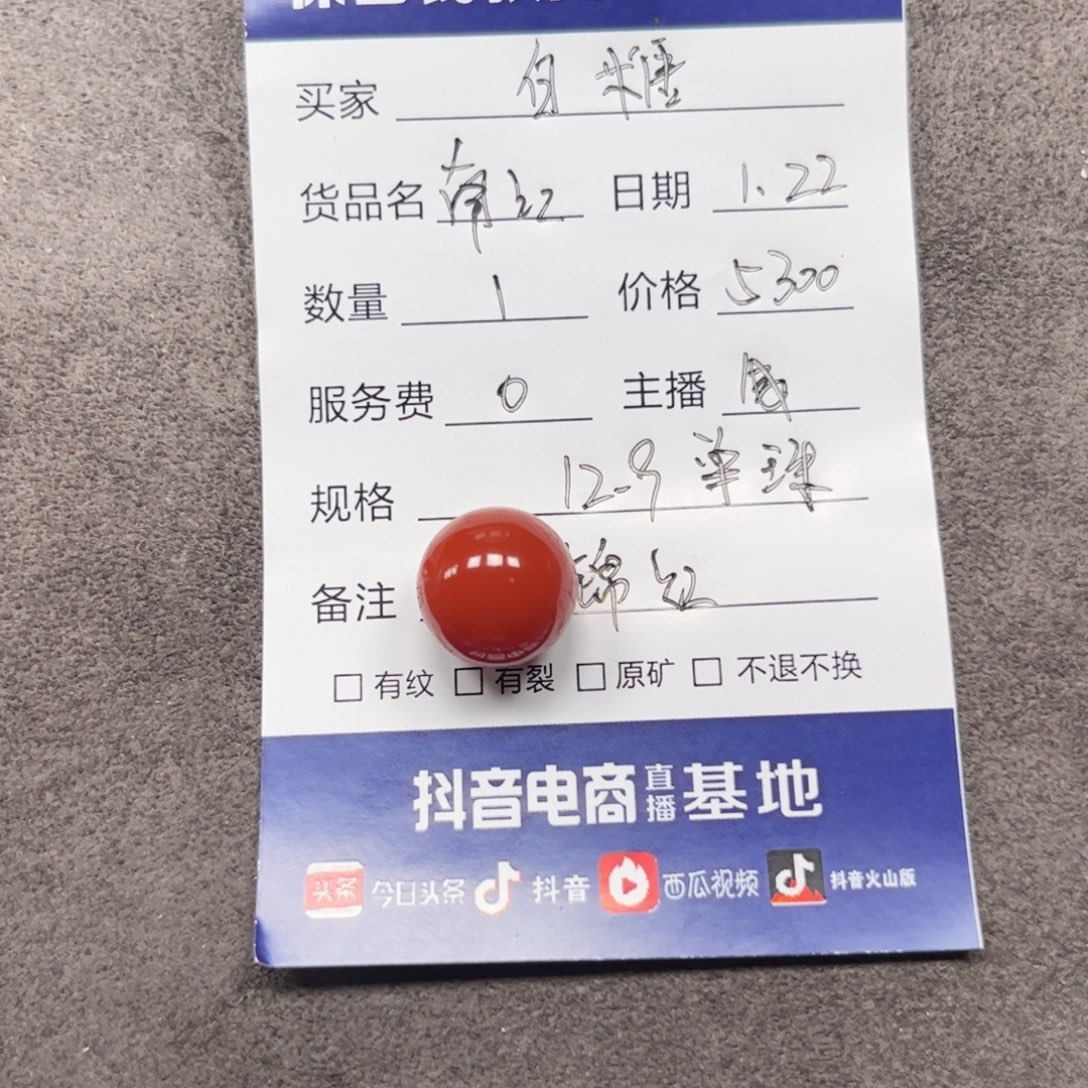 买家 白糖
货品名 南红 日期 1.22
数量 1 价格 5300
服务费 0 主播
规格 12.9 单珠
备注 锦红
□ 有纹 □ 有裂 □ 原矿 □ 不退不换
抖音电商直播基地
头条 今日头条 抖音 西瓜视频 抖音火山版